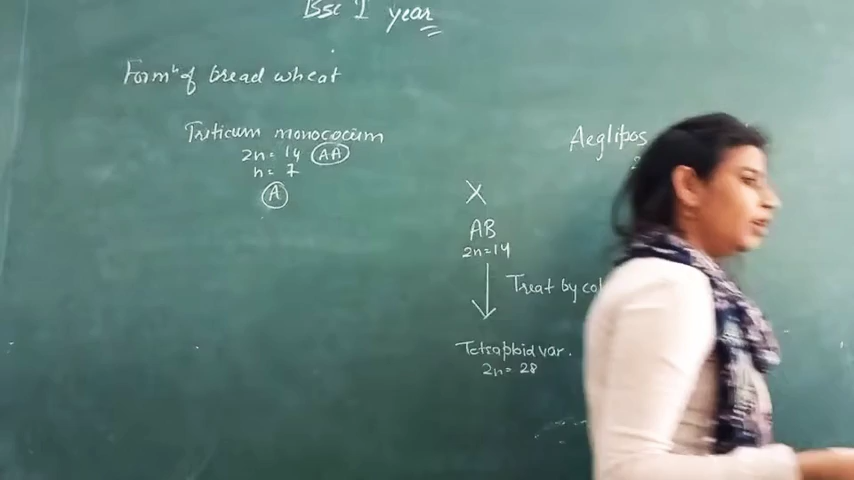 Bsc I year
Formⁿ of bread wheat
Triticum monococum
2n = 14 AA
n = 7
A
Aeglipos
X
AB
2n=14
Treat by col
Tetraploid var.
2n = 28